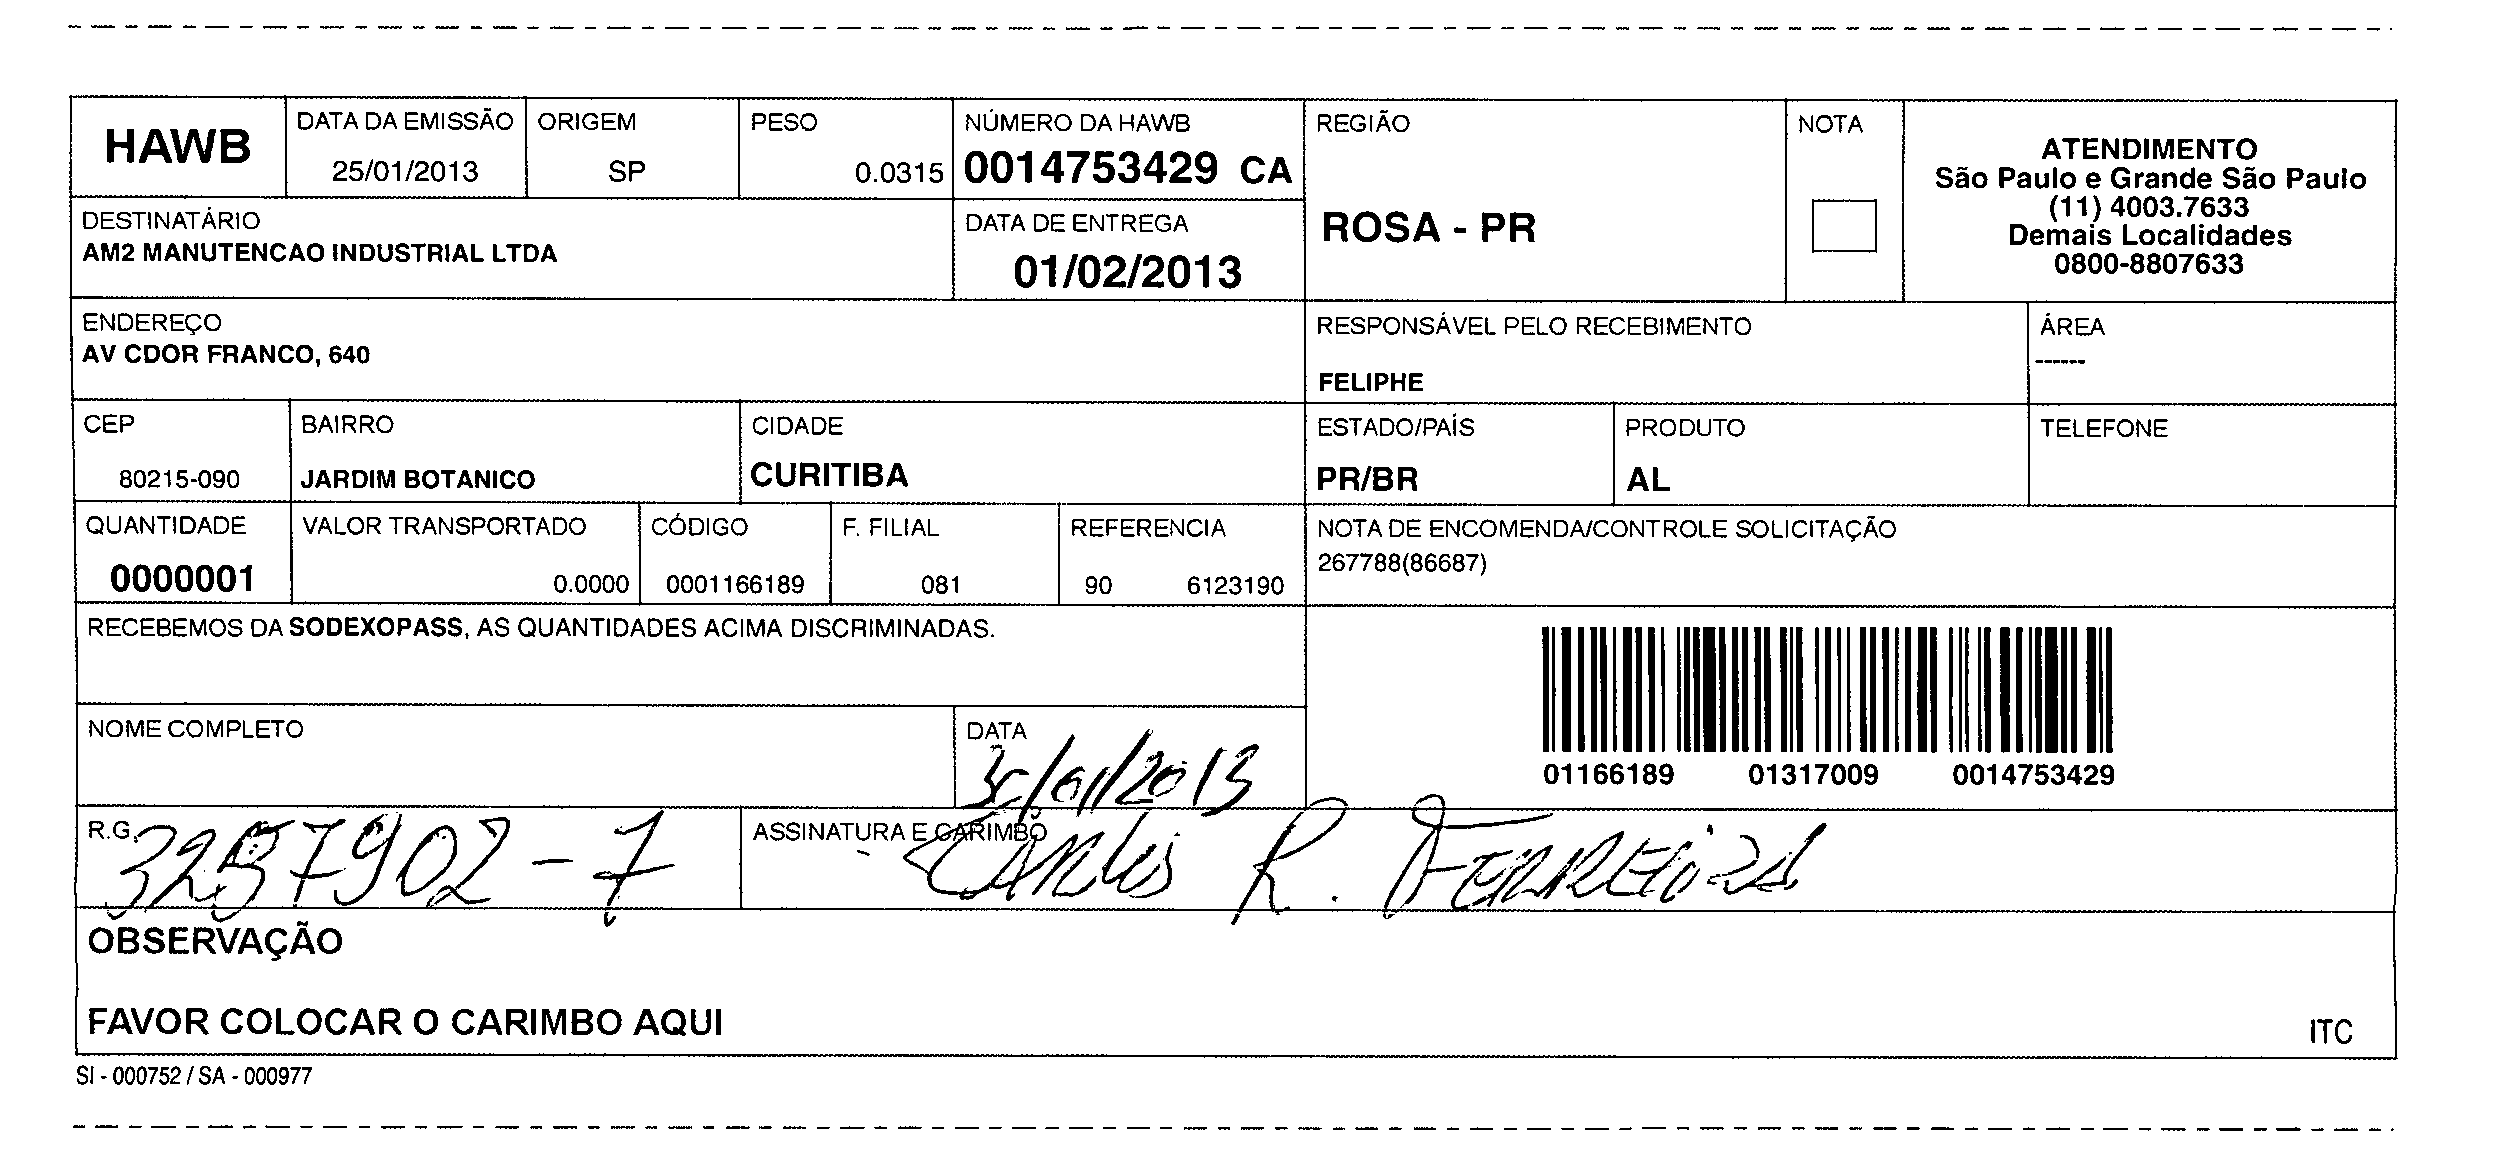 HAWB
DATA DA EMISSÃO
25/01/2013
ORIGEM
SP
PESO
0.0315
NÚMERO DA HAWB
0014753429 CA
REGIÃO
ROSA - PR
NOTA
ATENDIMENTO
São Paulo e Grande São Paulo
(11) 4003.7633
Demais Localidades
0800-8807633
DESTINATÁRIO
AM2 MANUTENCAO INDUSTRIAL LTDA
DATA DE ENTREGA
01/02/2013
ENDEREÇO
AV CDOR FRANCO, 640
RESPONSÁVEL PELO RECEBIMENTO
FELIPHE
ÁREA
------
CEP
80215-090
BAIRRO
JARDIM BOTANICO
CIDADE
CURITIBA
ESTADO/PAÍS
PR/BR
PRODUTO
AL
TELEFONE
QUANTIDADE
0000001
VALOR TRANSPORTADO
0.0000
CÓDIGO
0001166189
F. FILIAL
081
REFERENCIA
90 6123190
NOTA DE ENCOMENDA/CONTROLE SOLICITAÇÃO
267788(86687)
RECEBEMOS DA SODEXOPASS, AS QUANTIDADES ACIMA DISCRIMINADAS.
01166189 01317009 0014753429
NOME COMPLETO
DATA
30/01/2013
R.G.
ASSINATURA E CARIMBO
Carlos R. Ferreira
OBSERVAÇÃO
FAVOR COLOCAR O CARIMBO AQUI
ITC
SI - 000752 / SA - 000977